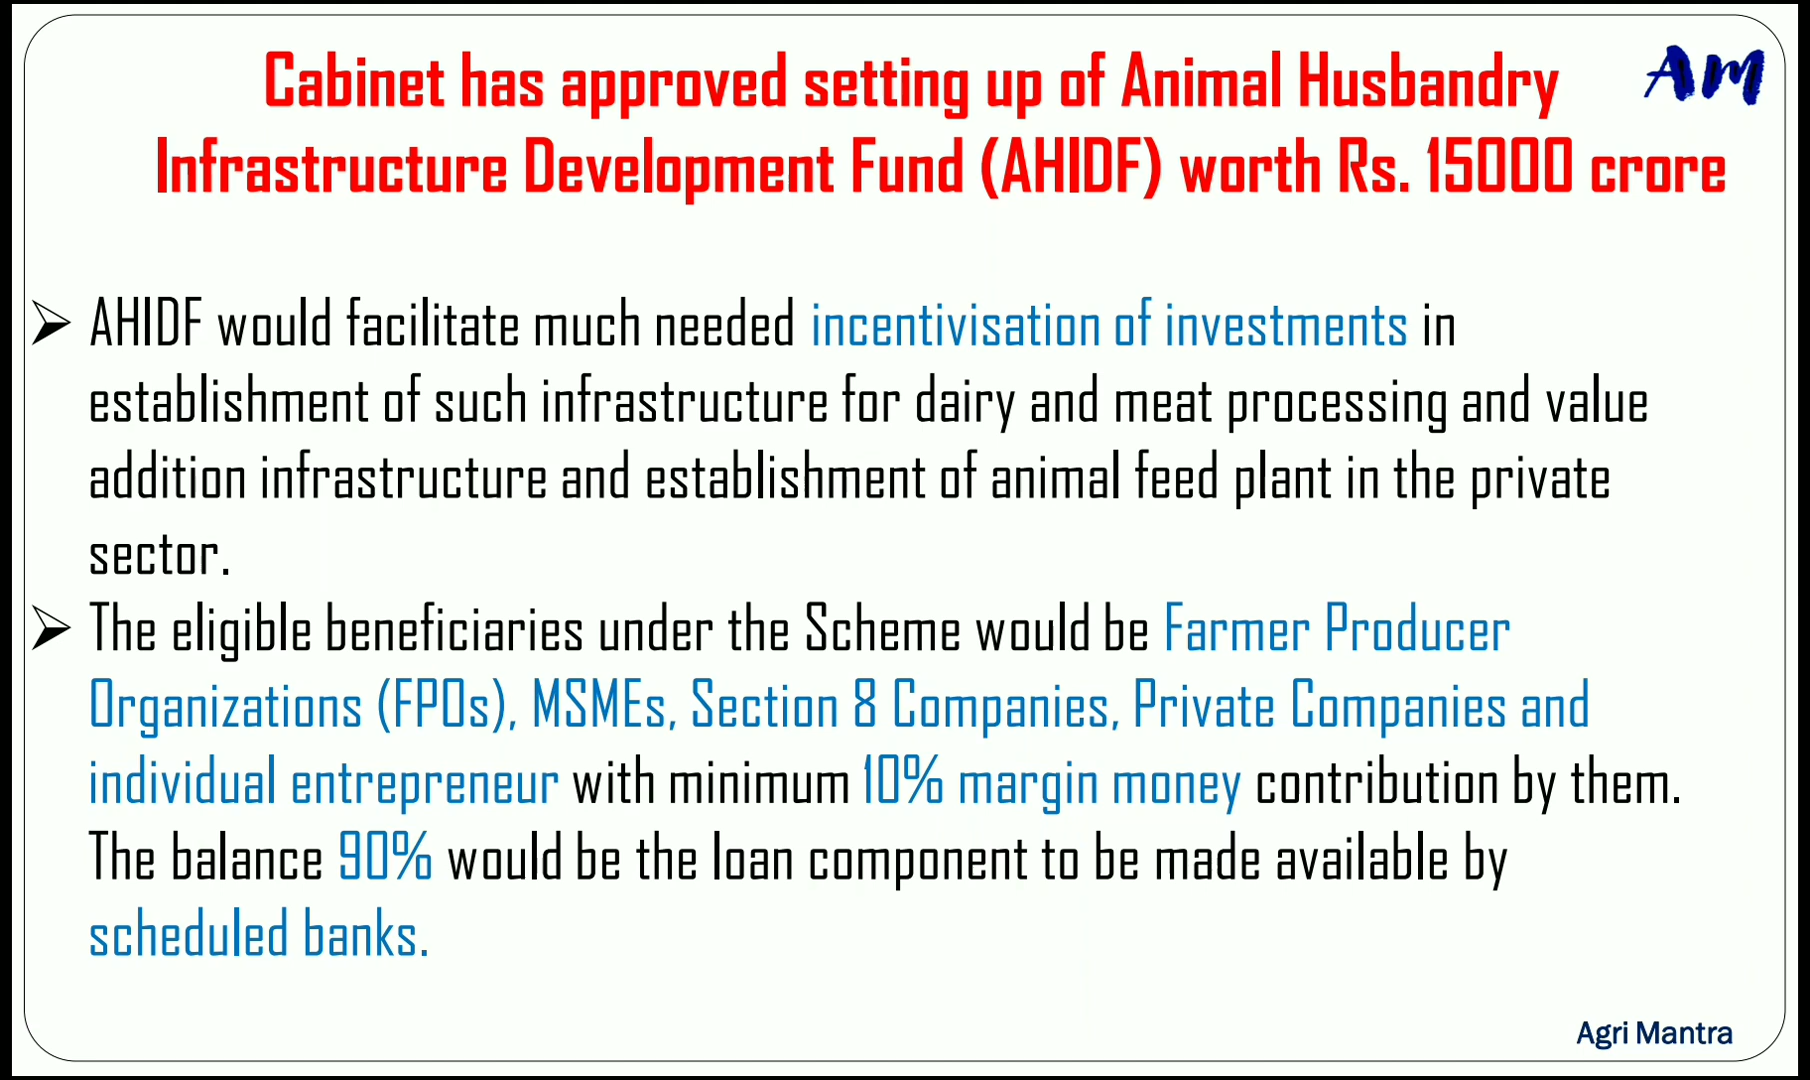 Cabinet has approved setting up of Animal Husbandry
AM
Infrastructure Development Fund (AHIDF) worth Rs. 15000 crore
➢ AHIDF would facilitate much needed incentivisation of investments in
establishment of such infrastructure for dairy and meat processing and value
addition infrastructure and establishment of animal feed plant in the private
sector.
➢ The eligible beneficiaries under the Scheme would be Farmer Producer
Organizations (FPOs), MSMEs, Section 8 Companies, Private Companies and
individual entrepreneur with minimum 10% margin money contribution by them.
The balance 90% would be the loan component to be made available by
scheduled banks.
Agri Mantra